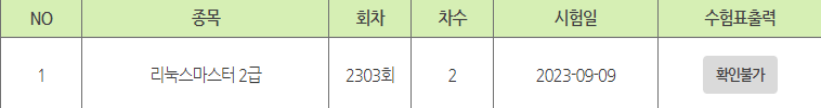 NO 종목 회차 차수 시험일 수험표출력
1 리눅스마스터 2급 2303회 2 2023-09-09 확인불가